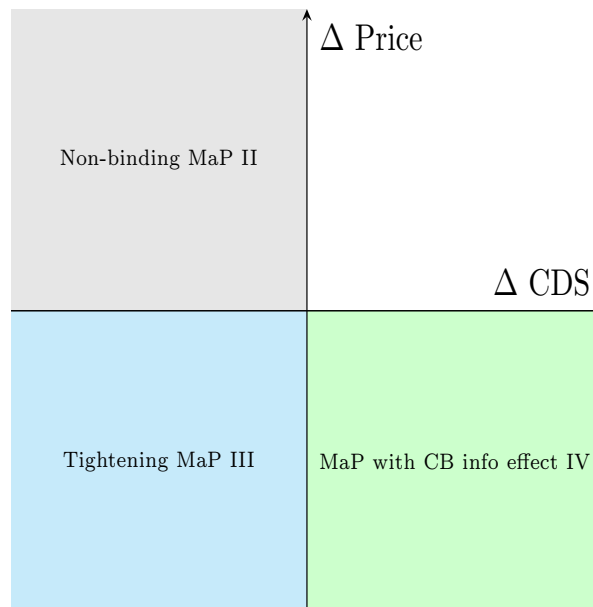 Δ Price
Non-binding MaP II
Δ CDS
Tightening MaP III
MaP with CB info effect IV